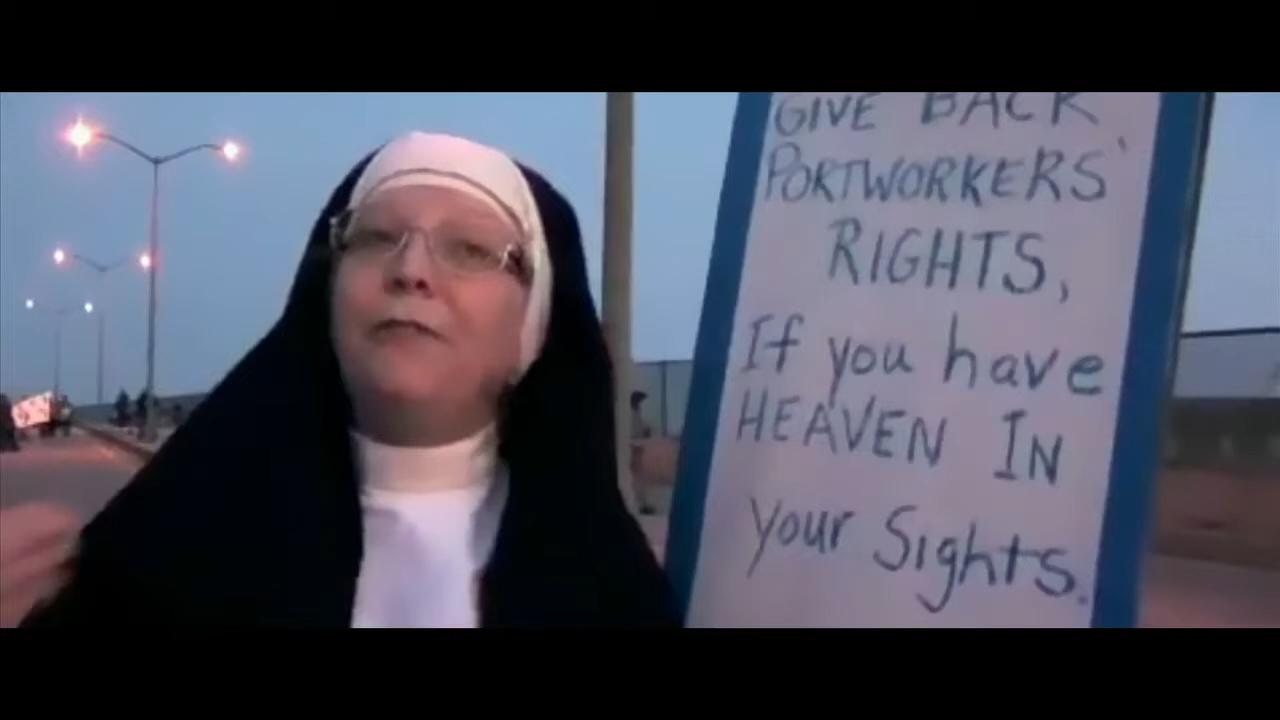 GIVE BACK
PORTWORKERS'
RIGHTS,
If you have
HEAVEN IN
your Sights.